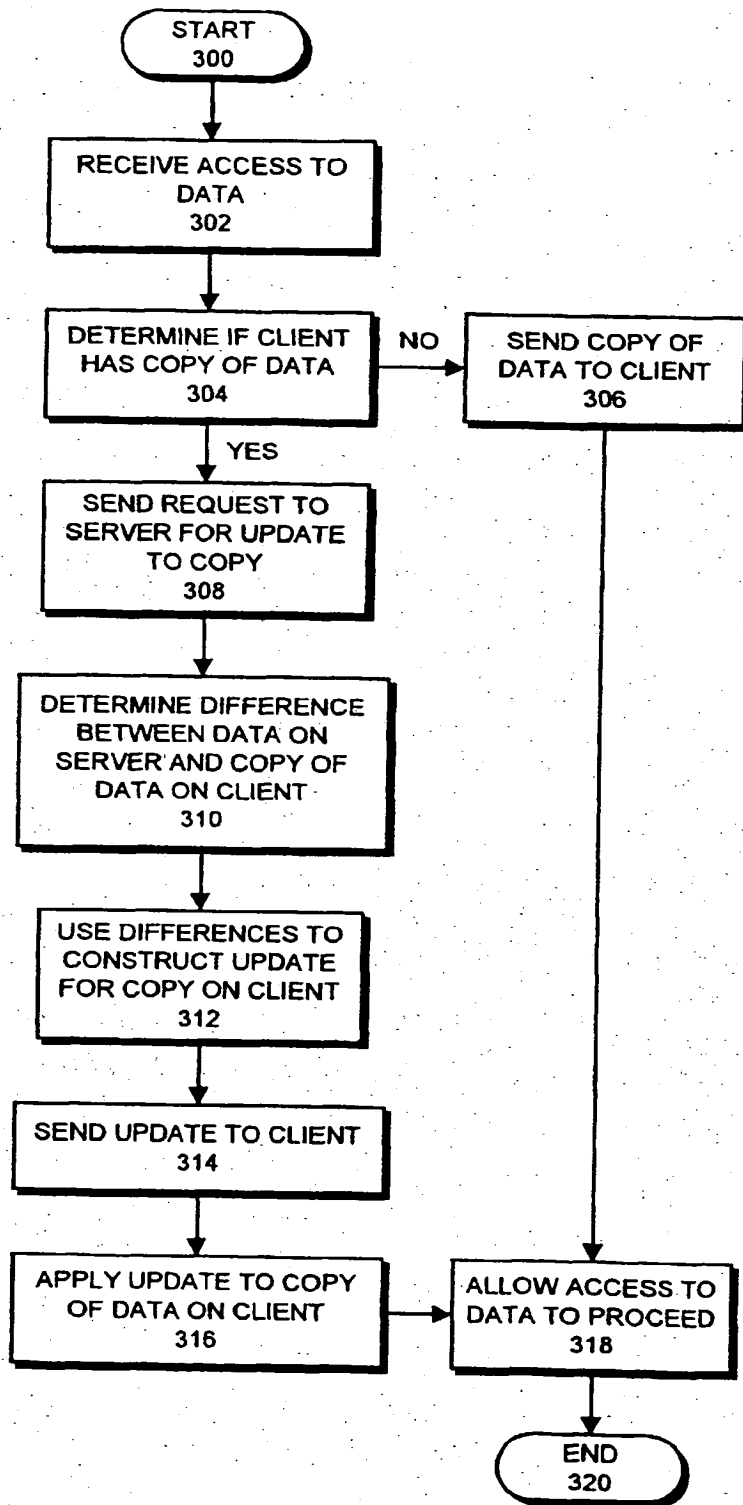 START
300
RECEIVE ACCESS TO
DATA
302
DETERMINE IF CLIENT
HAS COPY OF DATA
304
NO
SEND COPY OF
DATA TO CLIENT
306
YES
SEND REQUEST TO
SERVER FOR UPDATE
TO COPY
308
DETERMINE DIFFERENCE
BETWEEN DATA ON
SERVER AND COPY OF
DATA ON CLIENT
310
USE DIFFERENCES TO
CONSTRUCT UPDATE
FOR COPY ON CLIENT
312
SEND UPDATE TO CLIENT
314
APPLY UPDATE TO COPY
OF DATA ON CLIENT
316
ALLOW ACCESS TO
DATA TO PROCEED
318
END
320